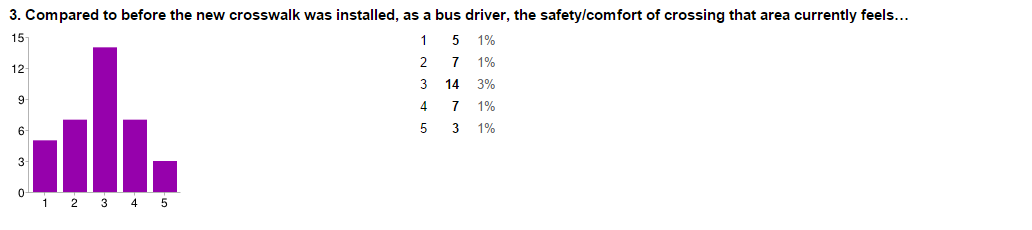 3. Compared to before the new crosswalk was installed, as a bus driver, the safety/comfort of crossing that area currently feels…
15
12
9
6
3
0
1 2 3 4 5
1 5 1%
2 7 1%
3 14 3%
4 7 1%
5 3 1%